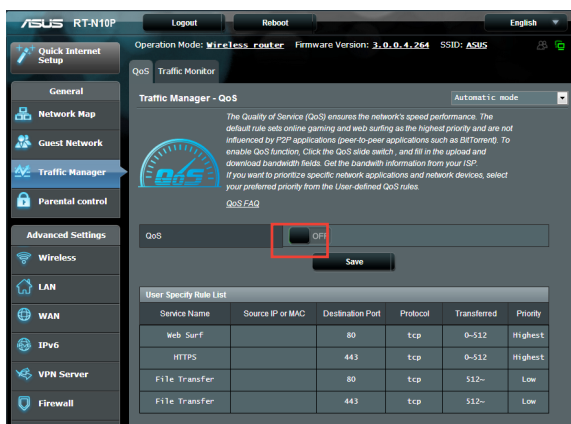 ASUS RT-N10P Logout Reboot English
Quick Internet Setup
General
Network Map
Guest Network
Traffic Manager
Parental control
Advanced Settings
Wireless
LAN
WAN
IPv6
VPN Server
Firewall
Operation Mode: Wireless router Firmware Version: 3.0.0.4.264 SSID: ASUS
QoS Traffic Monitor
Traffic Manager - QoS Automatic mode
QoS
The Quality of Service (QoS) ensures the network's speed performance. The
default rule sets online gaming and web surfing as the highest priority and are not
influenced by P2P applications (peer-to-peer applications such as BitTorrent). To
enable QoS function, Click the QoS slide switch , and fill in the upload and
download bandwidth fields. Get the bandwith information from your ISP.
If you want to prioritize specific network applications and network devices, select
your preferred priority from the User-defined QoS rules.
QoS FAQ
QoS OFF
Save
User Specify Rule List
Service Name Source IP or MAC Destination Port Protocol Transferred Priority
Web Surf 80 tcp 0~512 Highest
HTTPS 443 tcp 0~512 Highest
File Transfer 80 tcp 512~ Low
File Transfer 443 tcp 512~ Low